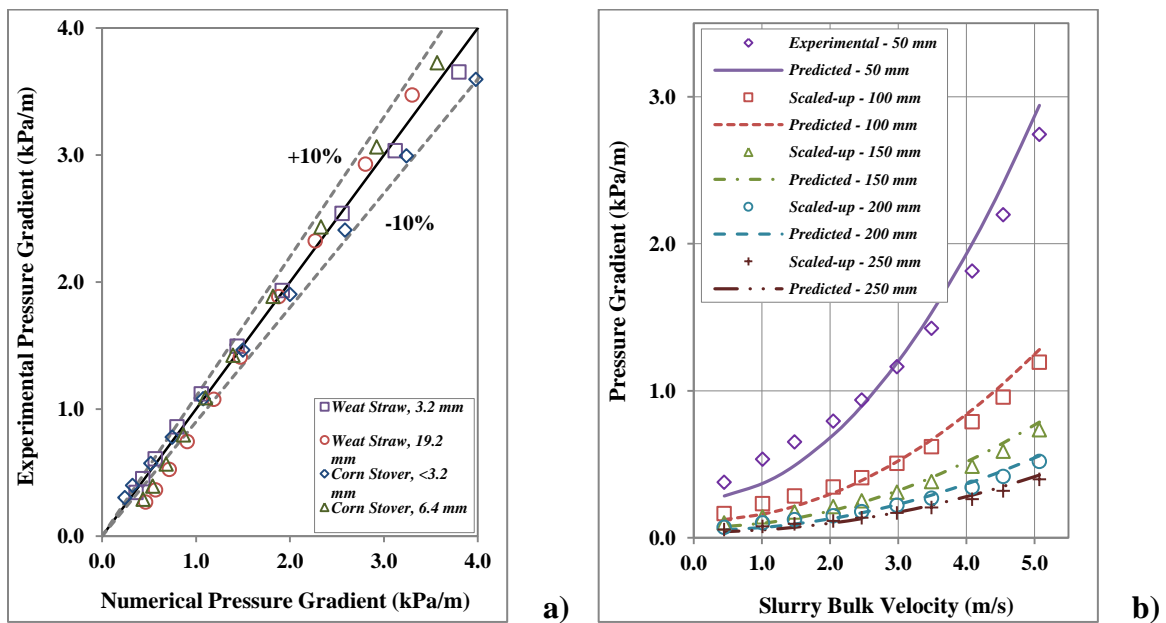 4.0
3.0
2.0
1.0
0.0
0.0 1.0 2.0 3.0 4.0
Experimental Pressure Gradient (kPa/m)
Numerical Pressure Gradient (kPa/m)
+10%
-10%
Weat Straw, 3.2 mm
Weat Straw, 19.2
mm
Corn Stover, <3.2
mm
Corn Stover, 6.4 mm
a)
3.0
2.0
1.0
0.0
0.0 1.0 2.0 3.0 4.0 5.0 6.0
Pressure Gradient (kPa/m)
Slurry Bulk Velocity (m/s)
Experimental - 50 mm
Predicted - 50 mm
Scaled-up - 100 mm
Predicted - 100 mm
Scaled-up - 150 mm
Predicted - 150 mm
Scaled-up - 200 mm
Predicted - 200 mm
Scaled-up - 250 mm
Predicted - 250 mm
b)